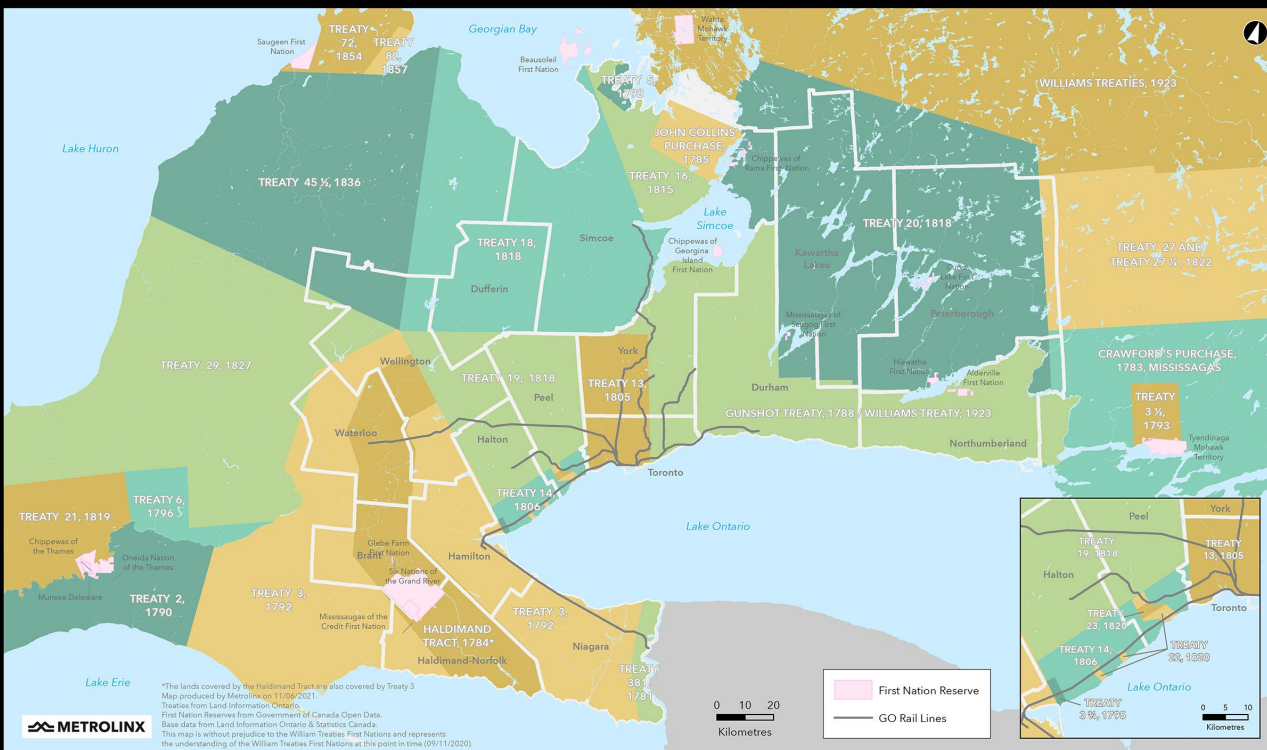 TREATY
72,
1854
TREATY
82,
1857
Saugeen First
Nation
Georgian Bay
Beausoleil
First Nation
Wahta
Mohawk
Territory
TREATY 5,
1798
WILLIAMS TREATIES, 1923
Lake Huron
JOHN COLLINS'
PURCHASE,
1785
Chippewas of
Rama First Nation
TREATY 45 ½, 1836
TREATY 16,
1815
Lake
Simcoe
TREATY 20, 1818
TREATY 18,
1818
Simcoe
Chippewas of
Georgina
Island
First Nation
Kawartha
Lakes
TREATY 27 AND
TREATY 27 ¼, 1822
Dufferin
Lake First
Nation
Mississaugas of
Scugog First
Nation
Peterborough
TREATY 29, 1827
Wellington
York
Hiawatha
First Nation
Alderville
First Nation
CRAWFORD'S PURCHASE,
1783, MISSISSAGAS
TREATY 19, 1818
Peel
TREATY 13,
1805
Durham
GUNSHOT TREATY, 1788 / WILLIAMS TREATY, 1923
TREATY
3 ½,
1793
Waterloo
Halton
Northumberland
Tyendinaga
Mohawk
Territory
Toronto
TREATY 14,
1806
TREATY 21, 1819
TREATY 6,
1796
Lake Ontario
Chippewas of
the Thames
Oneida Nation
of the Thames
Munsee Deleware
TREATY 2,
1790
Glebe Farm
First Nation
Brant
Hamilton
Six Nations of
the Grand River
TREATY 3,
1792
Mississaugas of the
Credit First Nation
TREATY 3,
1792
HALDIMAND
TRACT, 1784*
Niagara
Haldimand-Norfolk
TREATY
381,
1781
Lake Erie
*The lands covered by the Haldimand Tract are also covered by Treaty 3
Map produced by Metrolinx on 11/06/2021.
Treaties from Land Information Ontario.
First Nation Reserves from Government of Canada Open Data.
Base data from Land Information Ontario & Statistics Canada.
This map is without prejudice to the Williams Treaties First Nations and represents
the understanding of the William Treaties First Nations at this point in time (09/11/2020).
METROLINX
0 10 20
Kilometres
First Nation Reserve
GO Rail Lines
Peel
York
TREATY
19, 1818
TREATY
13, 1805
Halton
Toronto
TREATY
23, 1820
TREATY 14,
1806
TREATY
22, 1820
Lake Ontario
TREATY
3 ¾, 1795
0 5 10
Kilometres